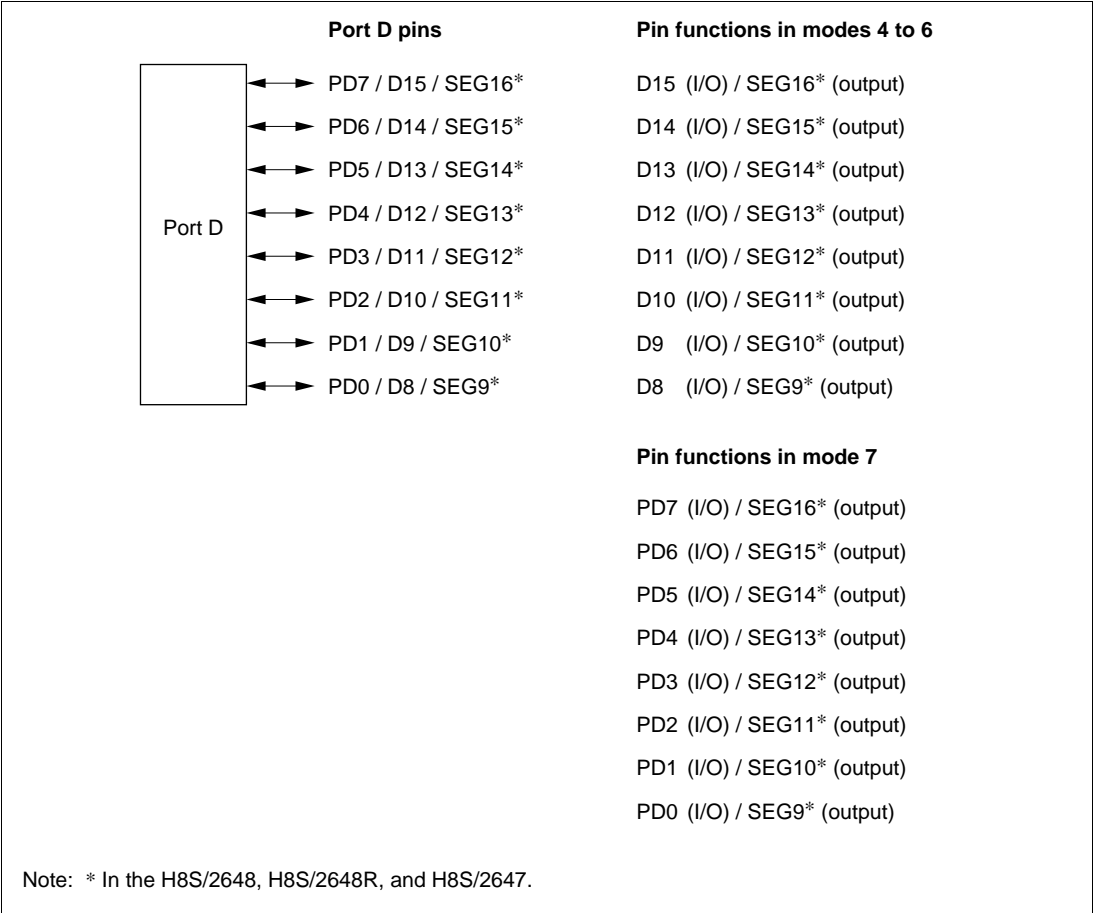 Port D pins Pin functions in modes 4 to 6
PD7 / D15 / SEG16* D15 (I/O) / SEG16* (output)
PD6 / D14 / SEG15* D14 (I/O) / SEG15* (output)
PD5 / D13 / SEG14* D13 (I/O) / SEG14* (output)
PD4 / D12 / SEG13* D12 (I/O) / SEG13* (output)
Port D
PD3 / D11 / SEG12* D11 (I/O) / SEG12* (output)
PD2 / D10 / SEG11* D10 (I/O) / SEG11* (output)
PD1 / D9 / SEG10* D9 (I/O) / SEG10* (output)
PD0 / D8 / SEG9* D8 (I/O) / SEG9* (output)
Pin functions in mode 7
PD7 (I/O) / SEG16* (output)
PD6 (I/O) / SEG15* (output)
PD5 (I/O) / SEG14* (output)
PD4 (I/O) / SEG13* (output)
PD3 (I/O) / SEG12* (output)
PD2 (I/O) / SEG11* (output)
PD1 (I/O) / SEG10* (output)
PD0 (I/O) / SEG9* (output)
Note: * In the H8S/2648, H8S/2648R, and H8S/2647.